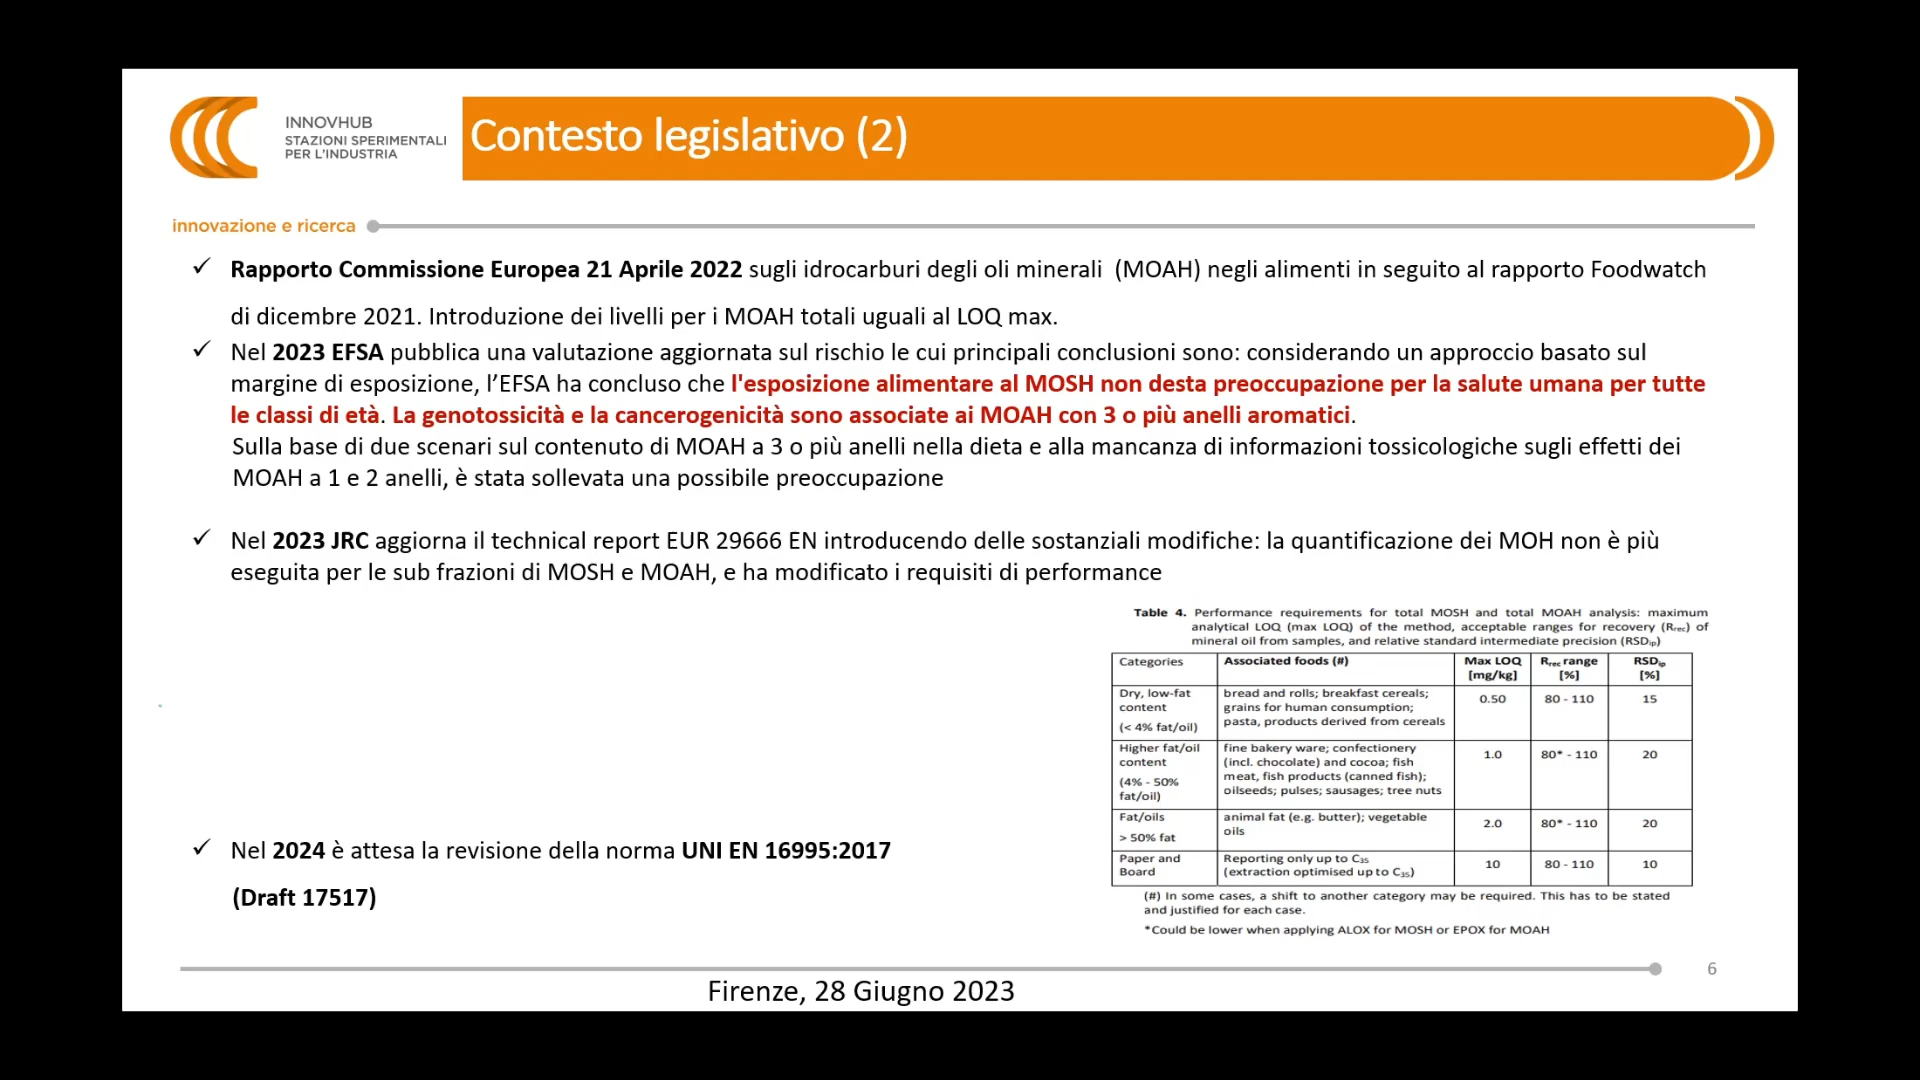 INNOVHUB
STAZIONI SPERIMENTALI
PER L'INDUSTRIA
Contesto legislativo (2)
innovazione e ricerca
✓ Rapporto Commissione Europea 21 Aprile 2022 sugli idrocarburi degli oli minerali (MOAH) negli alimenti in seguito al rapporto Foodwatch
di dicembre 2021. Introduzione dei livelli per i MOAH totali uguali al LOQ max.
✓ Nel 2023 EFSA pubblica una valutazione aggiornata sul rischio le cui principali conclusioni sono: considerando un approccio basato sul
margine di esposizione, l’EFSA ha concluso che l'esposizione alimentare al MOSH non desta preoccupazione per la salute umana per tutte
le classi di età. La genotossicità e la cancerogenicità sono associate ai MOAH con 3 o più anelli aromatici.
Sulla base di due scenari sul contenuto di MOAH a 3 o più anelli nella dieta e alla mancanza di informazioni tossicologiche sugli effetti dei
MOAH a 1 e 2 anelli, è stata sollevata una possibile preoccupazione
✓ Nel 2023 JRC aggiorna il technical report EUR 29666 EN introducendo delle sostanziali modifiche: la quantificazione dei MOH non è più
eseguita per le sub frazioni di MOSH e MOAH, e ha modificato i requisiti di performance
Table 4. Performance requirements for total MOSH and total MOAH analysis: maximum
analytical LOQ (max LOQ) of the method, acceptable ranges for recovery (Rrec) of
mineral oil from samples, and relative standard intermediate precision (RSDip)
Categories Associated foods (#) Max LOQ [mg/kg] Rrec range [%] RSDip [%]
Dry, low-fat content (< 4% fat/oil) bread and rolls; breakfast cereals; grains for human consumption; pasta, products derived from cereals 0.50 80 - 110 15
Higher fat/oil content (4% - 50% fat/oil) fine bakery ware; confectionery (incl. chocolate) and cocoa; fish meat, fish products (canned fish); oilseeds; pulses; sausages; tree nuts 1.0 80* - 110 20
Fat/oils > 50% fat animal fat (e.g. butter); vegetable oils 2.0 80* - 110 20
Paper and Board Reporting only up to C35 (extraction optimised up to C35) 10 80 - 110 10
(#) In some cases, a shift to another category may be required. This has to be stated
and justified for each case.
*Could be lower when applying ALOX for MOSH or EPOX for MOAH
✓ Nel 2024 è attesa la revisione della norma UNI EN 16995:2017
(Draft 17517)
6
Firenze, 28 Giugno 2023